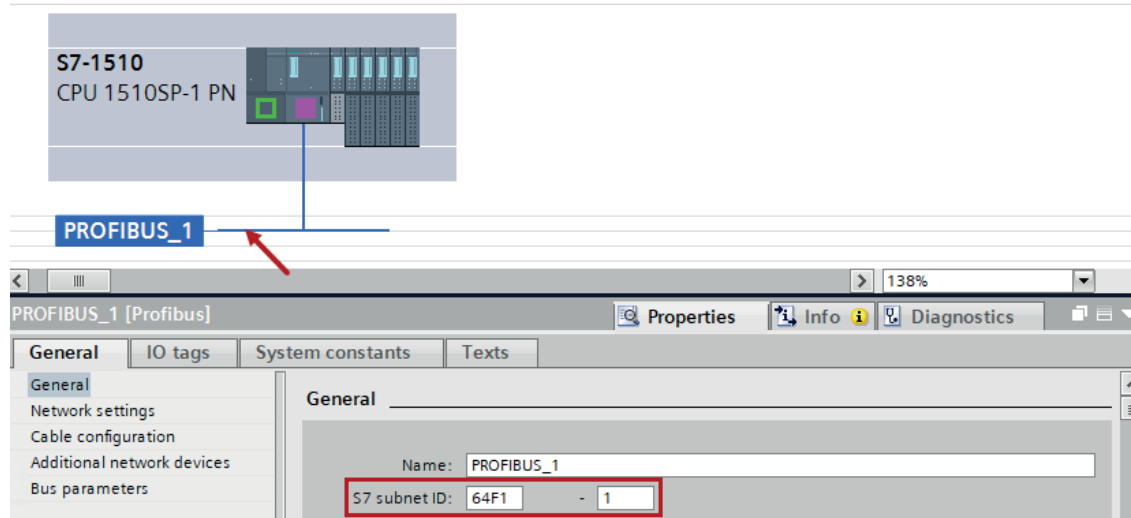 S7-1510
CPU 1510SP-1 PN
PROFIBUS_1
138%
PROFIBUS_1 [Profibus]
Properties Info Diagnostics
General IO tags System constants Texts
General
Network settings
Cable configuration
Additional network devices
Bus parameters
General
Name: PROFIBUS_1
S7 subnet ID: 64F1 - 1